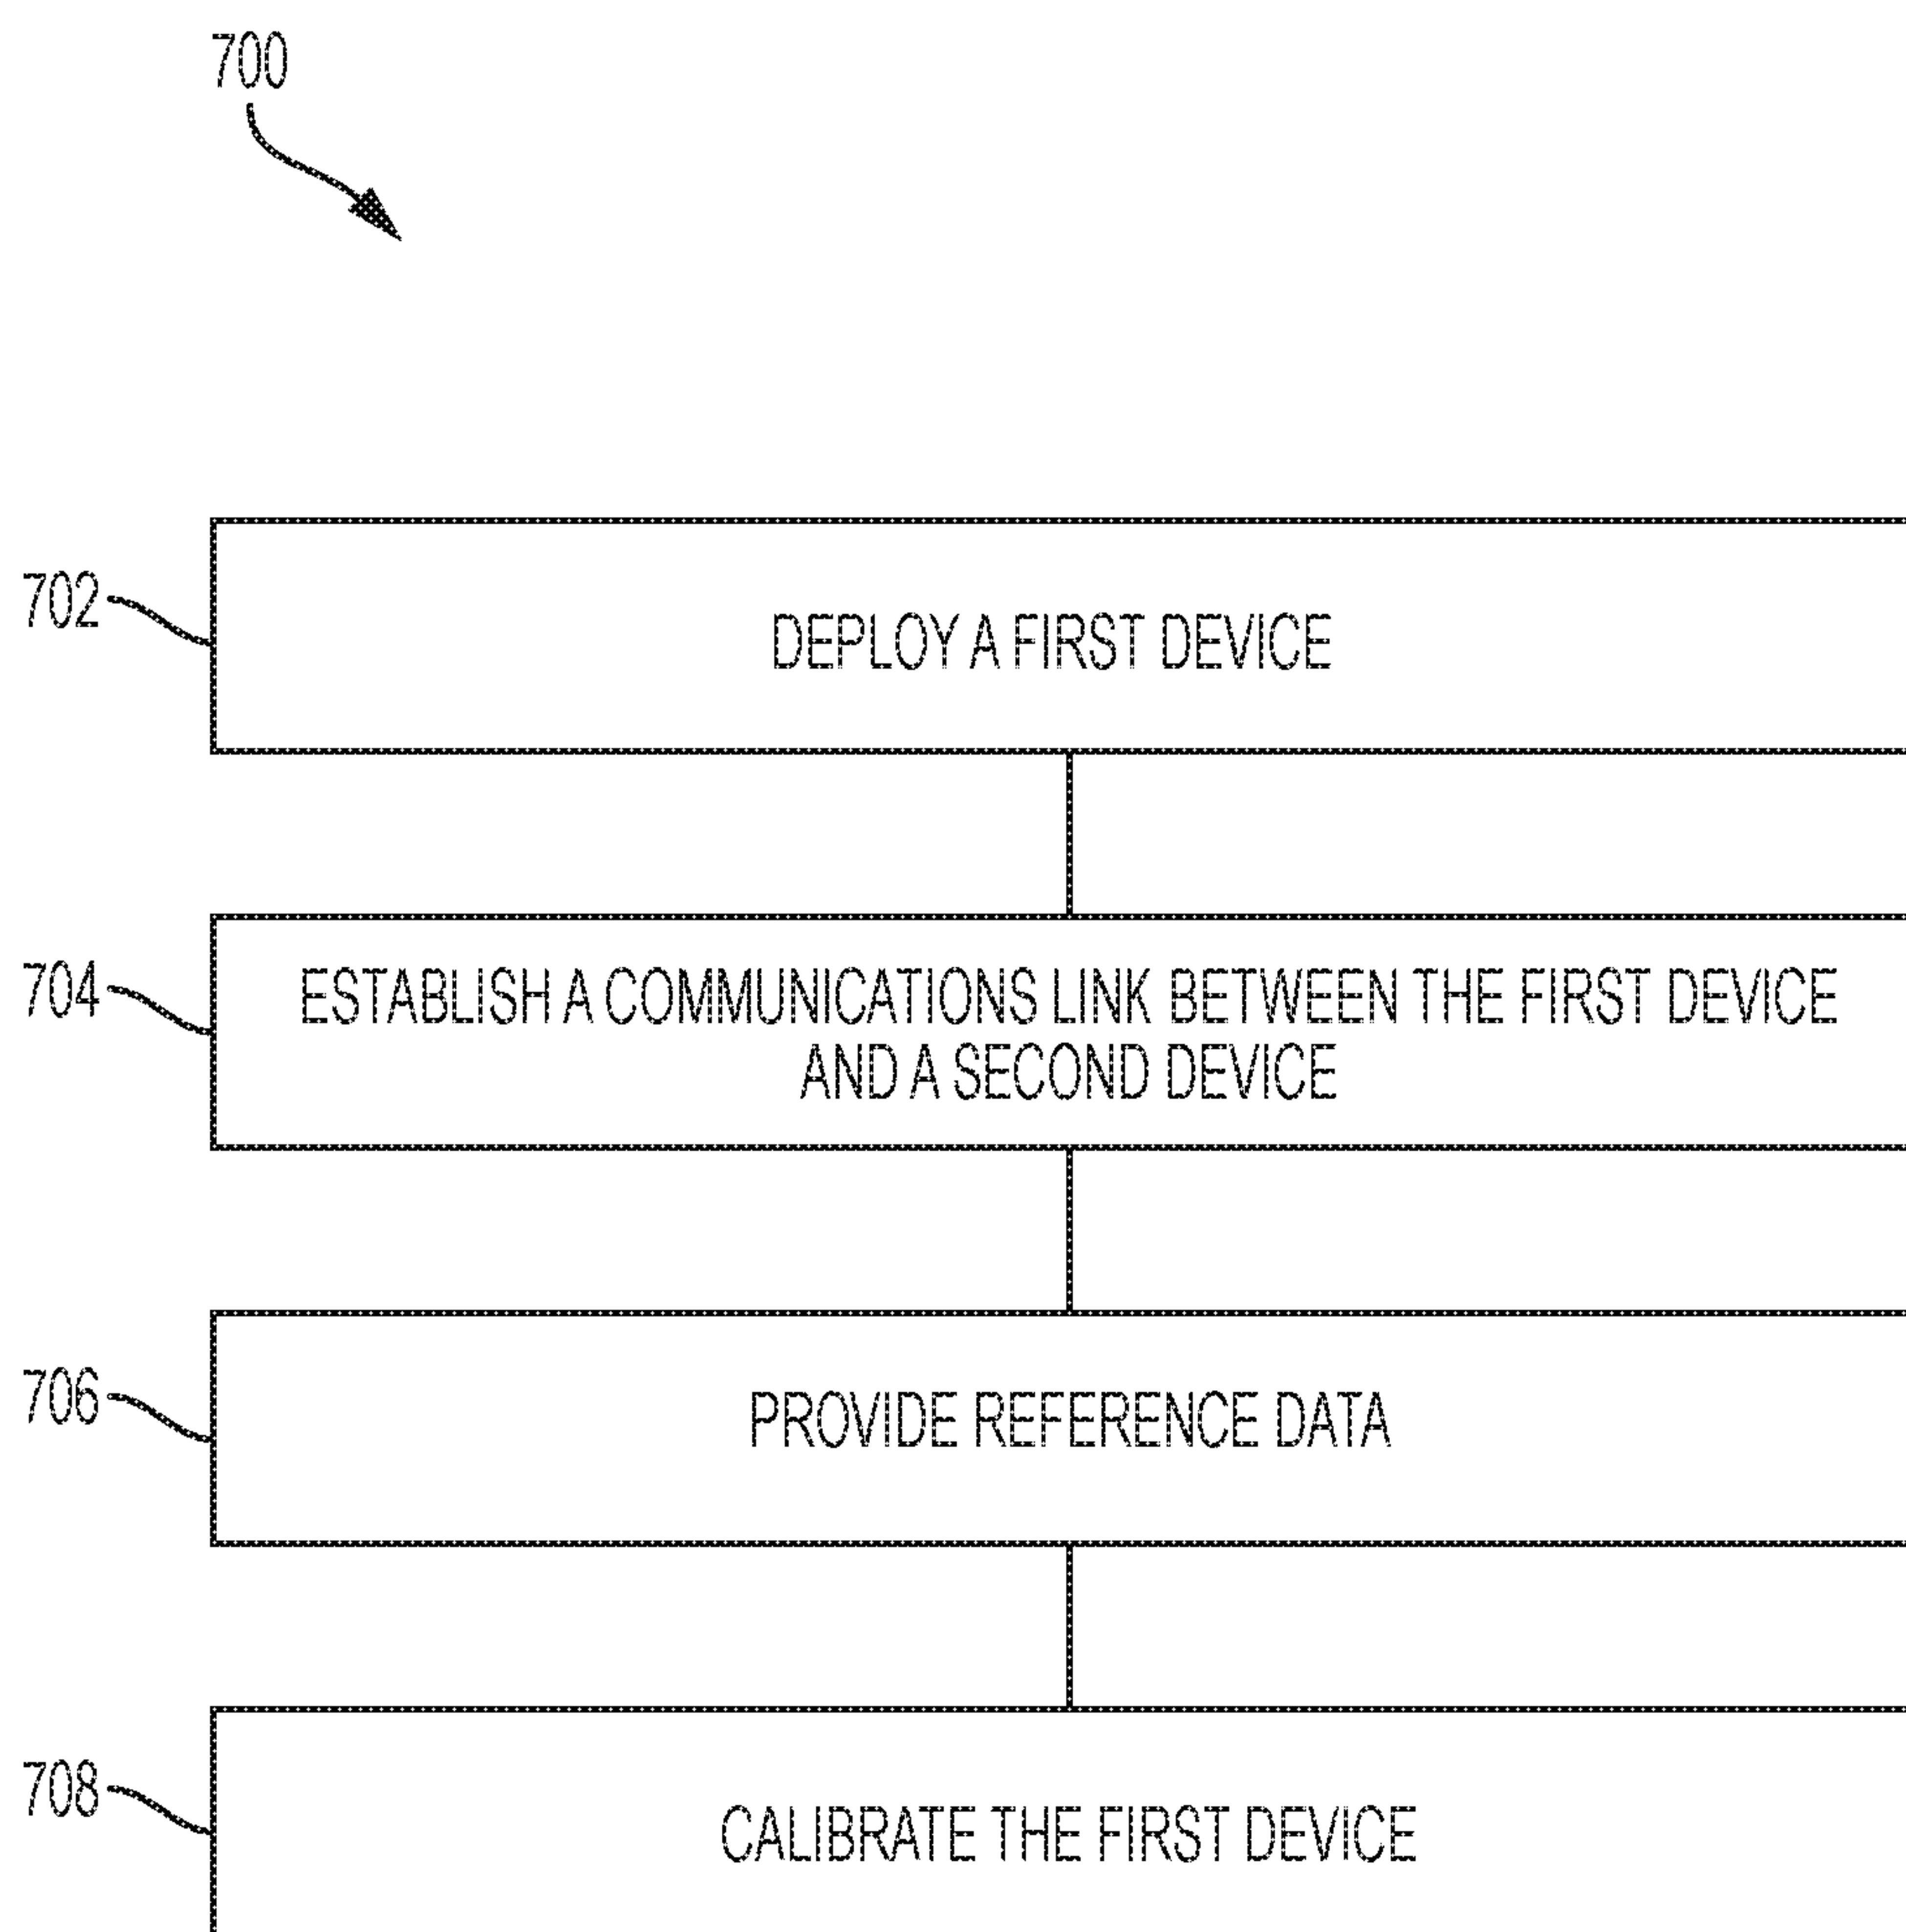 700
702
DEPLOY A FIRST DEVICE
704
ESTABLISH A COMMUNICATIONS LINK BETWEEN THE FIRST DEVICE
AND A SECOND DEVICE
706
PROVIDE REFERENCE DATA
708
CALIBRATE THE FIRST DEVICE